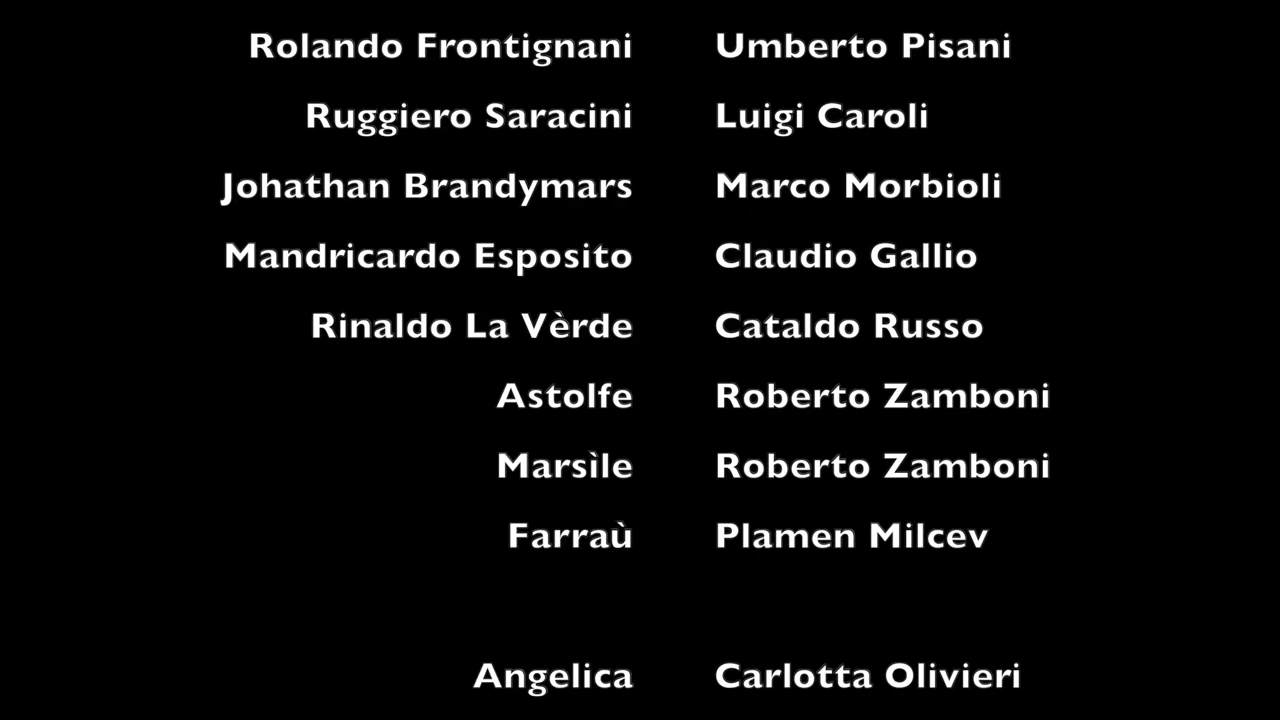 Rolando Frontignani Umberto Pisani
Ruggiero Saracini Luigi Caroli
Johathan Brandymars Marco Morbioli
Mandricardo Esposito Claudio Gallio
Rinaldo La Vèrde Cataldo Russo
Astolfe Roberto Zamboni
Marsìle Roberto Zamboni
Farraù Plamen Milcev
Angelica Carlotta Olivieri